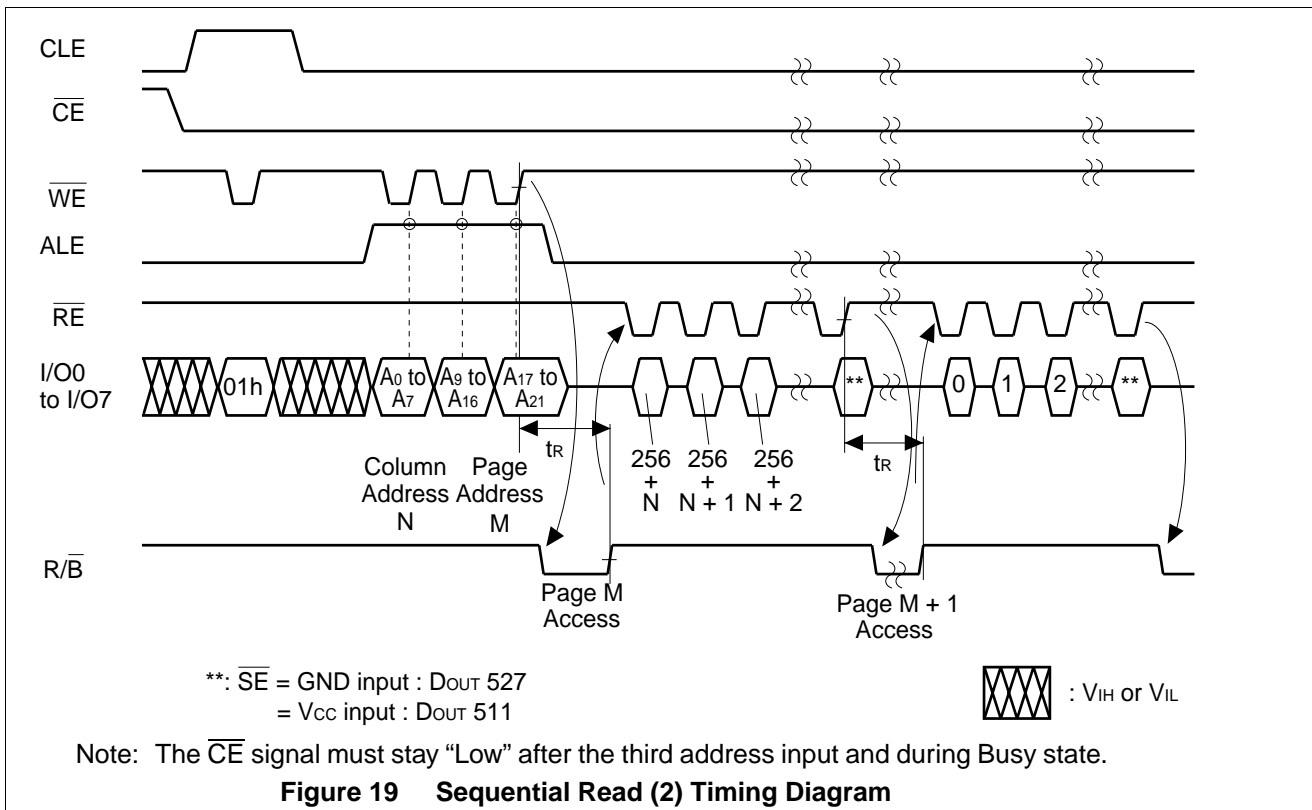 CLE
CE
WE
ALE
RE
I/O0
to I/O7
01h
A0 to
A7
A9 to
A16
A17 to
A21
**
0
1
2
**
tR
tR
Column
Address
N
Page
Address
M
256
+
N
256
+
N + 1
256
+
N + 2
R/B
Page M
Access
Page M + 1
Access
**: SE = GND input : DOUT 527
= VCC input : DOUT 511
: VIH or VIL
Note: The CE signal must stay “Low” after the third address input and during Busy state.
Figure 19 Sequential Read (2) Timing Diagram